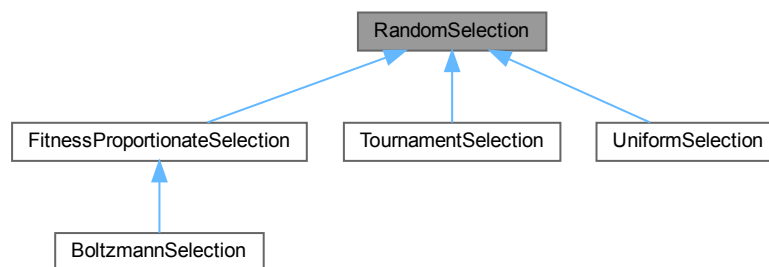 RandomSelection
FitnessProportionateSelection
TournamentSelection
UniformSelection
BoltzmannSelection